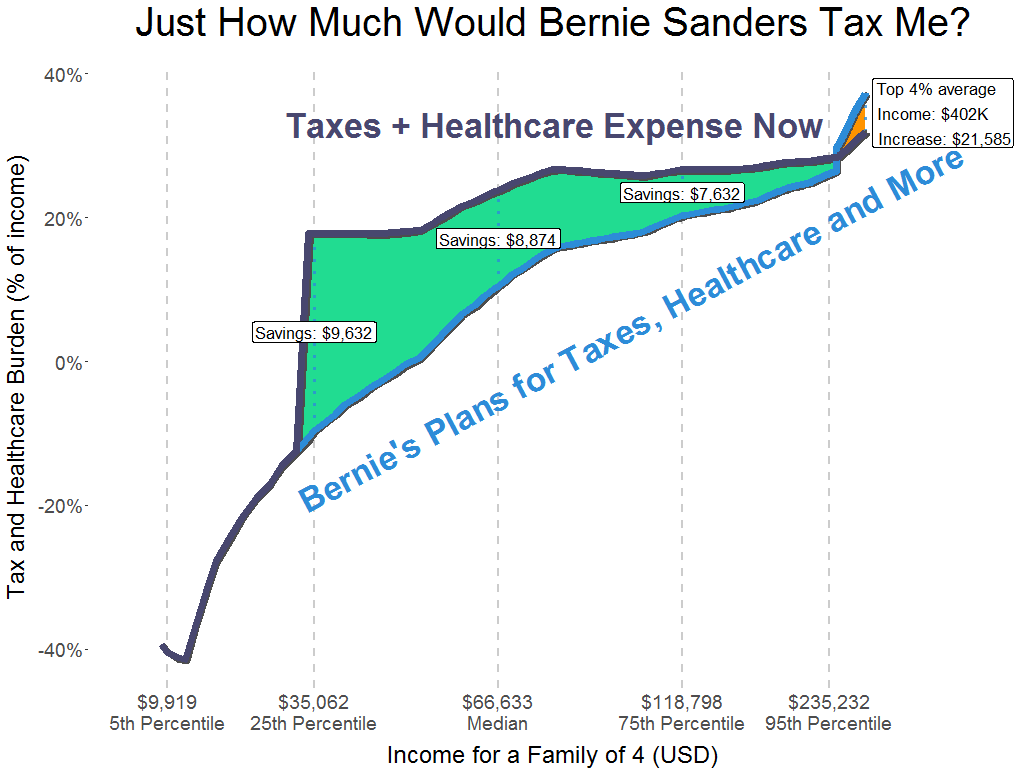 Just How Much Would Bernie Sanders Tax Me?
Tax and Healthcare Burden (% of income)
40%
20%
0%
-20%
-40%
Taxes + Healthcare Expense Now
Top 4% average
Income: $402K
Increase: $21,585
Savings: $7,632
Savings: $8,874
Savings: $9,632
Bernie's Plans for Taxes, Healthcare and More
$9,919
5th Percentile
$35,062
25th Percentile
$66,633
Median
$118,798
75th Percentile
$235,232
95th Percentile
Income for a Family of 4 (USD)